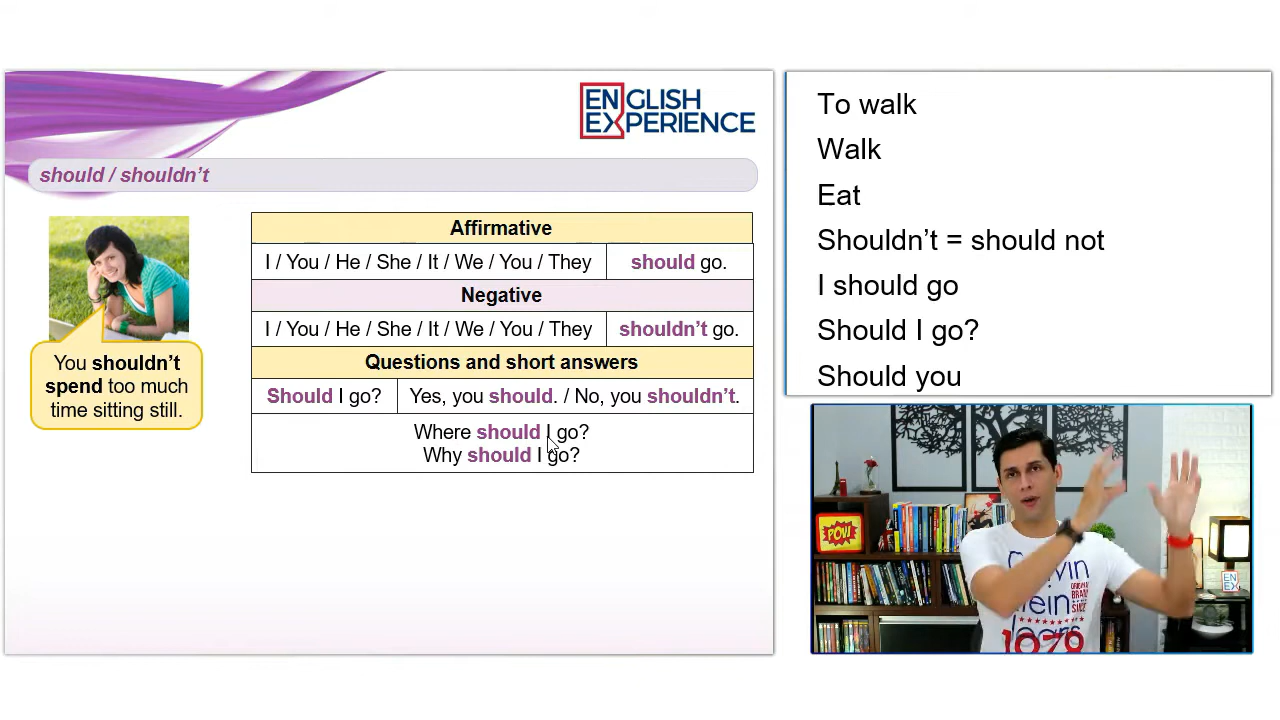 ENGLISH
EXPERIENCE
should / shouldn't
Affirmative
I / You / He / She / It / We / You / They should go.
Negative
I / You / He / She / It / We / You / They shouldn't go.
Questions and short answers
Should I go? Yes, you should. / No, you shouldn't.
Where should I go?
Why should I go?
You shouldn't
spend too much
time sitting still.
To walk
Walk
Eat
Shouldn't = should not
I should go
Should I go?
Should you
POW!
EN
EX